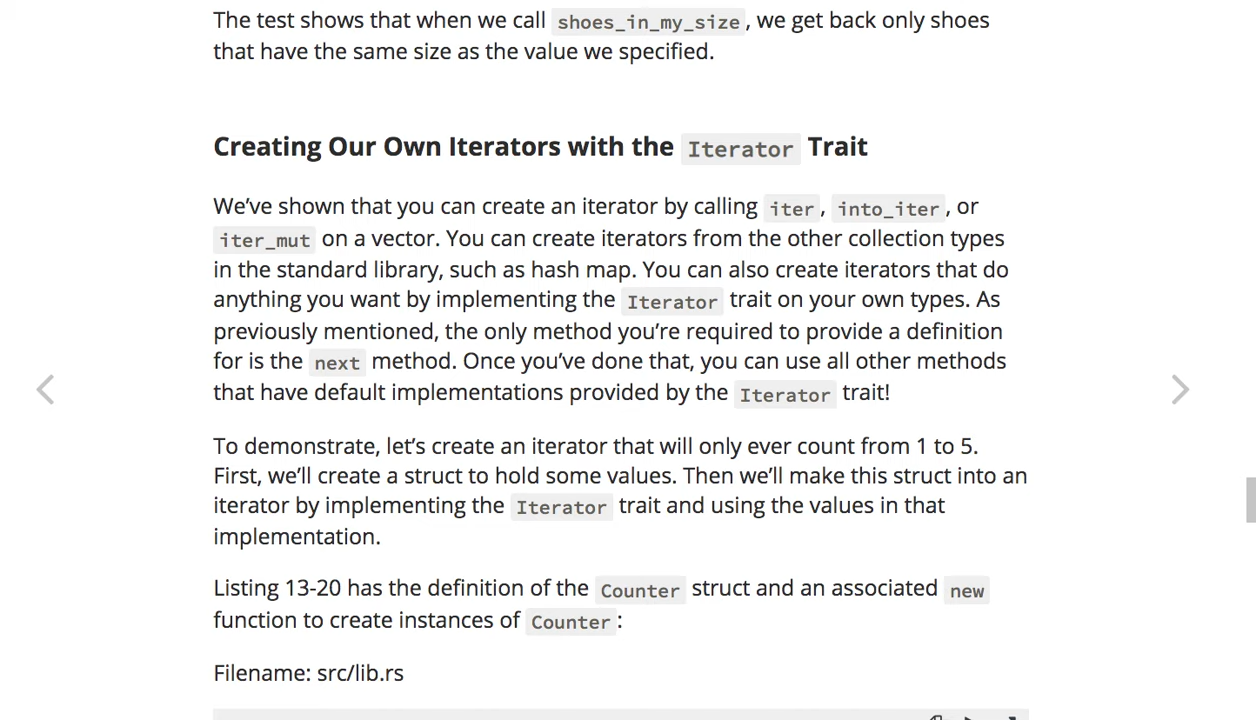 The test shows that when we call shoes_in_my_size, we get back only shoes
that have the same size as the value we specified.
Creating Our Own Iterators with the Iterator Trait
We’ve shown that you can create an iterator by calling iter, into_iter, or
iter_mut on a vector. You can create iterators from the other collection types
in the standard library, such as hash map. You can also create iterators that do
anything you want by implementing the Iterator trait on your own types. As
previously mentioned, the only method you’re required to provide a definition
for is the next method. Once you’ve done that, you can use all other methods
that have default implementations provided by the Iterator trait!
To demonstrate, let’s create an iterator that will only ever count from 1 to 5.
First, we’ll create a struct to hold some values. Then we’ll make this struct into an
iterator by implementing the Iterator trait and using the values in that
implementation.
Listing 13-20 has the definition of the Counter struct and an associated new
function to create instances of Counter:
Filename: src/lib.rs